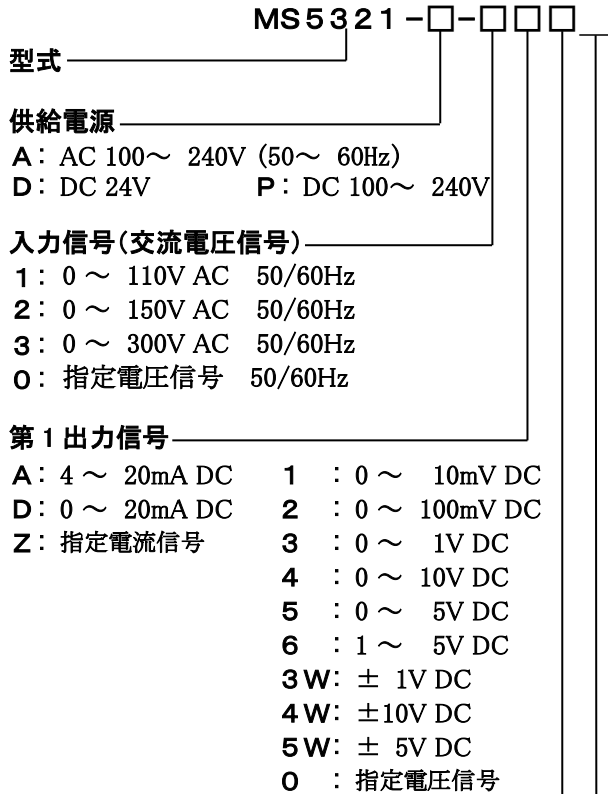 MS5321-□-□□□
型式
供給電源
A： AC 100～ 240V (50～ 60Hz)
D： DC 24V P： DC 100～ 240V
入力信号(交流電圧信号)
1： 0 ～ 110V AC 50/60Hz
2： 0 ～ 150V AC 50/60Hz
3： 0 ～ 300V AC 50/60Hz
0： 指定電圧信号 50/60Hz
第1出力信号
A： 4 ～ 20mA DC 1 ： 0 ～ 10mV DC
D： 0 ～ 20mA DC 2 ： 0 ～ 100mV DC
Z： 指定電流信号 3 ： 0 ～ 1V DC
4 ： 0 ～ 10V DC
5 ： 0 ～ 5V DC
6 ： 1 ～ 5V DC
3W： ± 1V DC
4W： ±10V DC
5W： ± 5V DC
0 ： 指定電圧信号